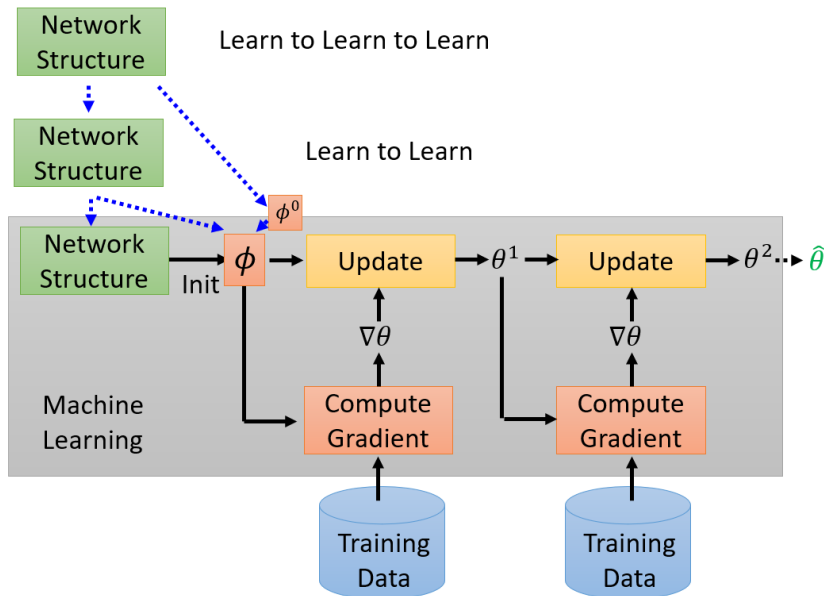 Network
Structure
Learn to Learn to Learn
Network
Structure
Learn to Learn
ϕ⁰
Network
Structure
Init
ϕ
Update
θ¹
Update
θ²
θ̂
∇θ
∇θ
Machine
Learning
Compute
Gradient
Compute
Gradient
Training
Data
Training
Data